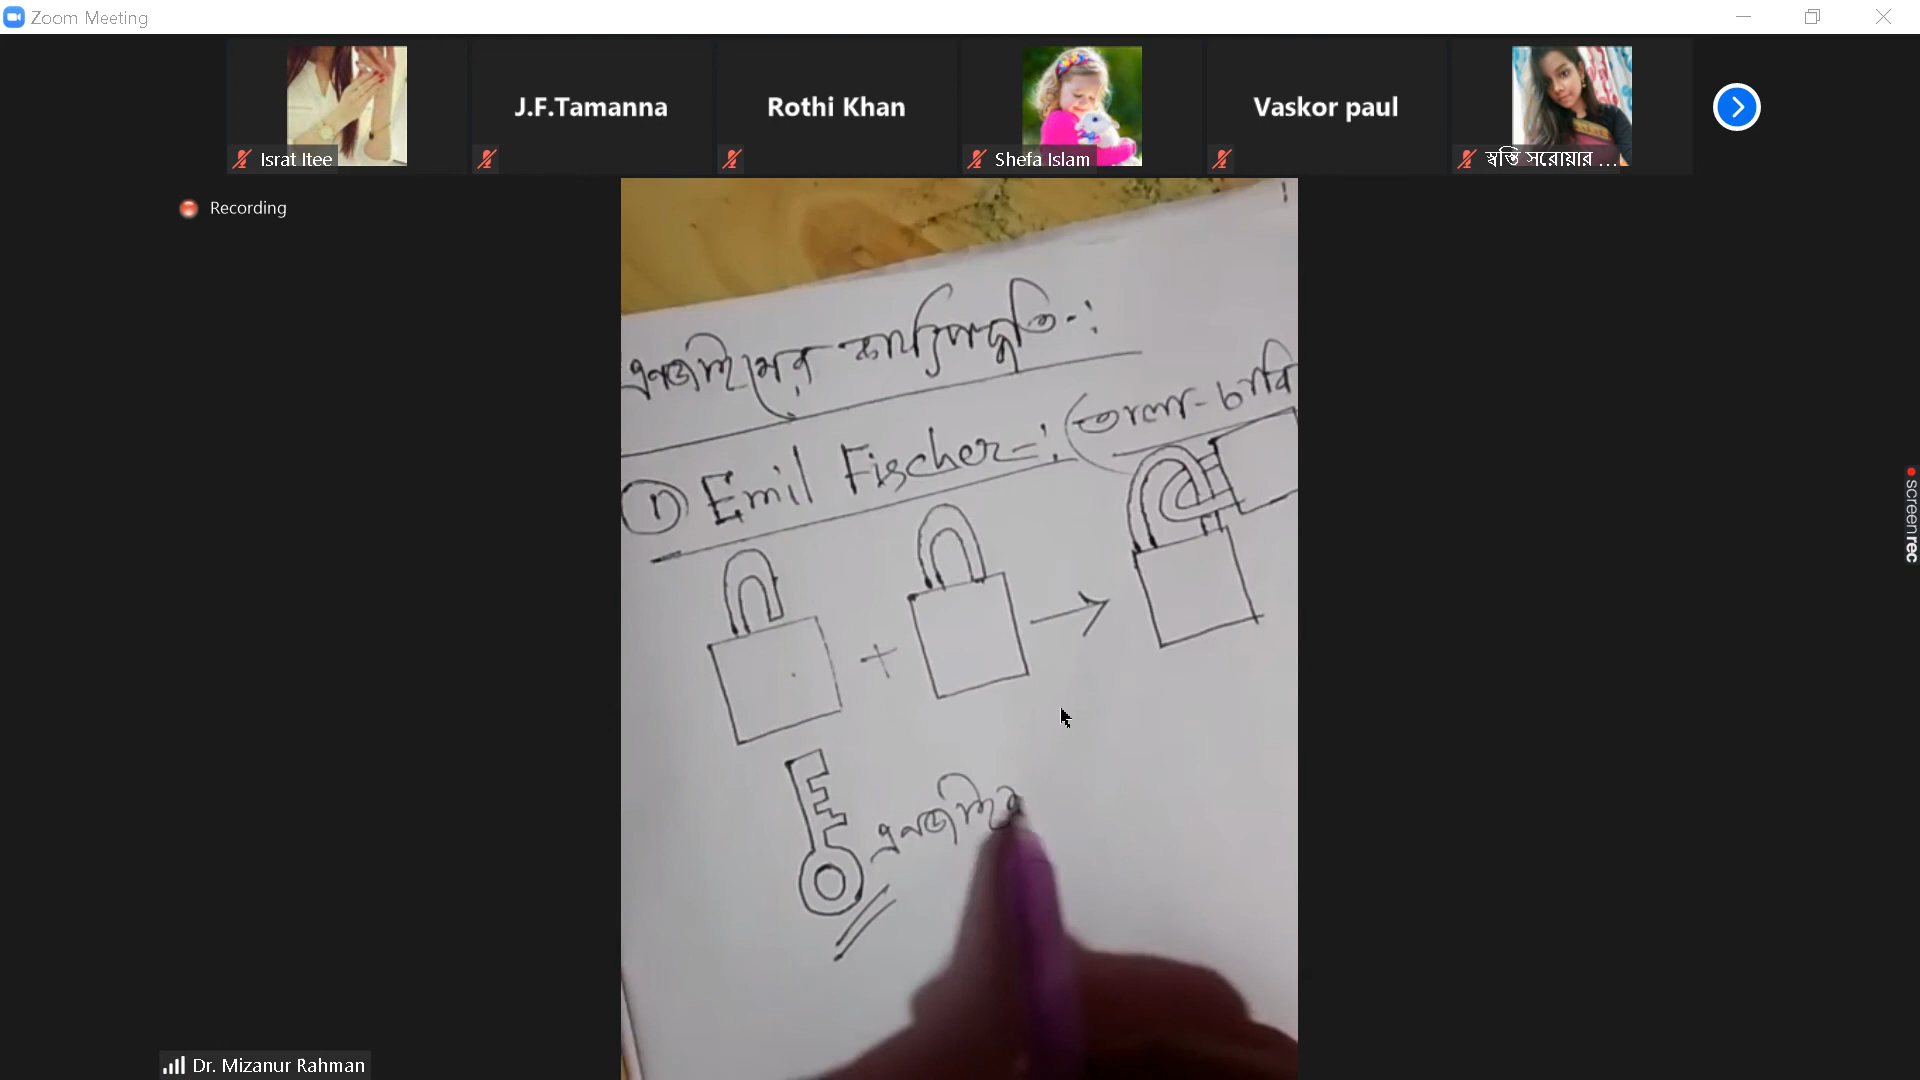 Zoom Meeting
J.F.Tamanna
Rothi Khan
Vaskor paul
Israt Itee
Shefa Islam
স্বস্তি সরোয়ার ...
Recording
এনজাইমের কার্যপদ্ধতি-:
① Emil Fischer-: (তালা-চাবি
+
→
এনজাই
screenrec
Dr. Mizanur Rahman